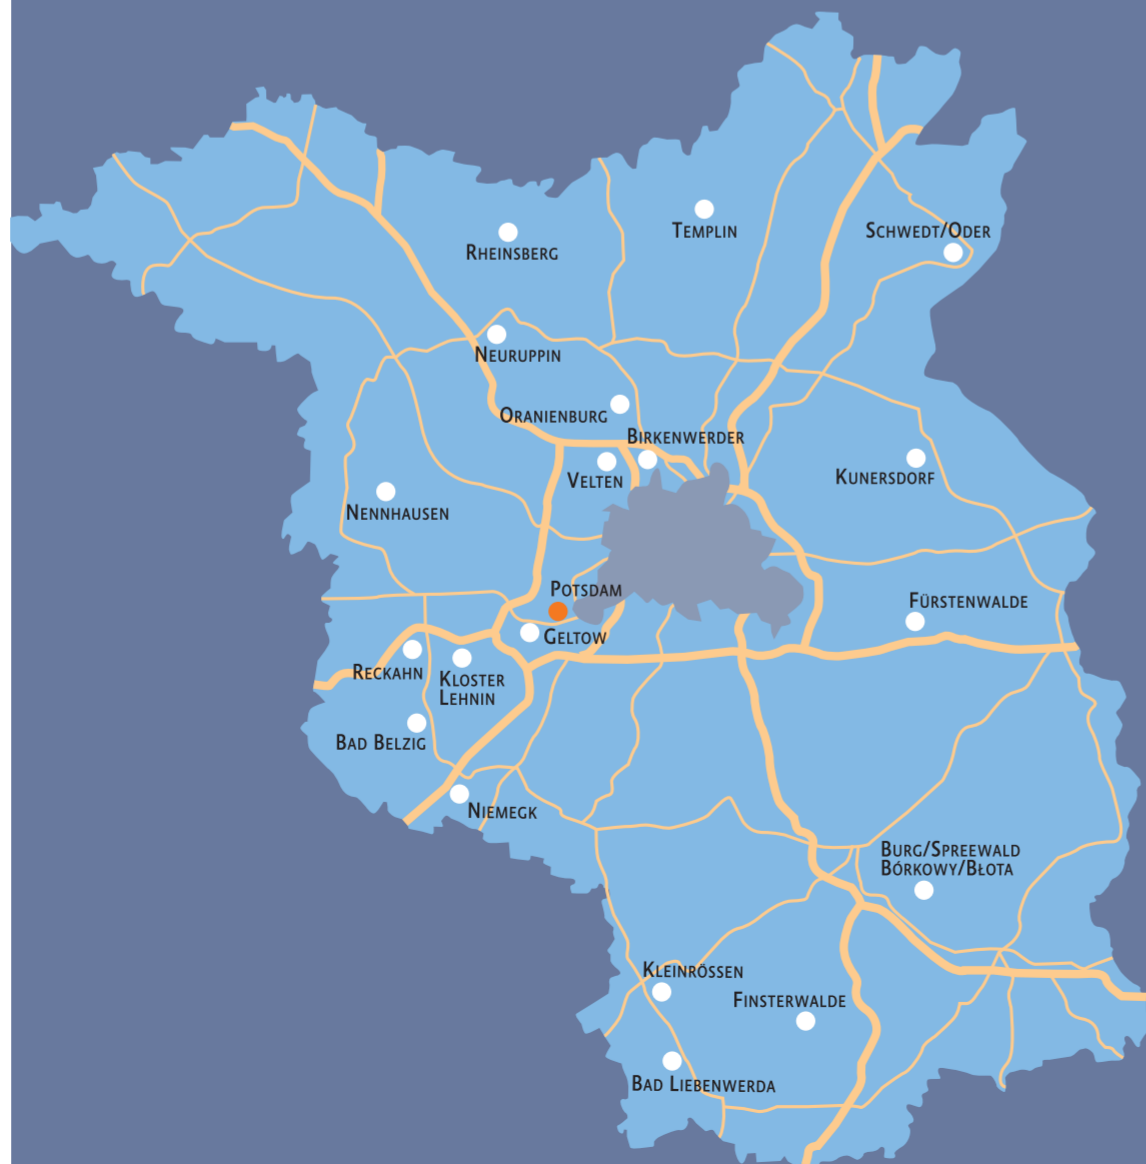 Templin
Schwedt/Oder
Rheinsberg
Neuruppin
Oranienburg
Birkenwerder
Velten
Kunersdorf
Nennhausen
Potsdam
Fürstenwalde
Geltow
Reckahn
Kloster
Lehnin
Bad Belzig
Niemegk
Burg/Spreewald
Bórkowy/Błota
Kleinrössen
Finsterwalde
Bad Liebenwerda